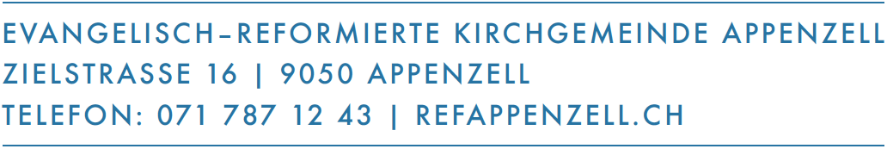 EVANGELISCH–REFORMIERTE KIRCHGEMEINDE APPENZELL
ZIELSTRASSE 16 | 9050 APPENZELL
TELEFON: 071 787 12 43 | REFAPPENZELL.CH